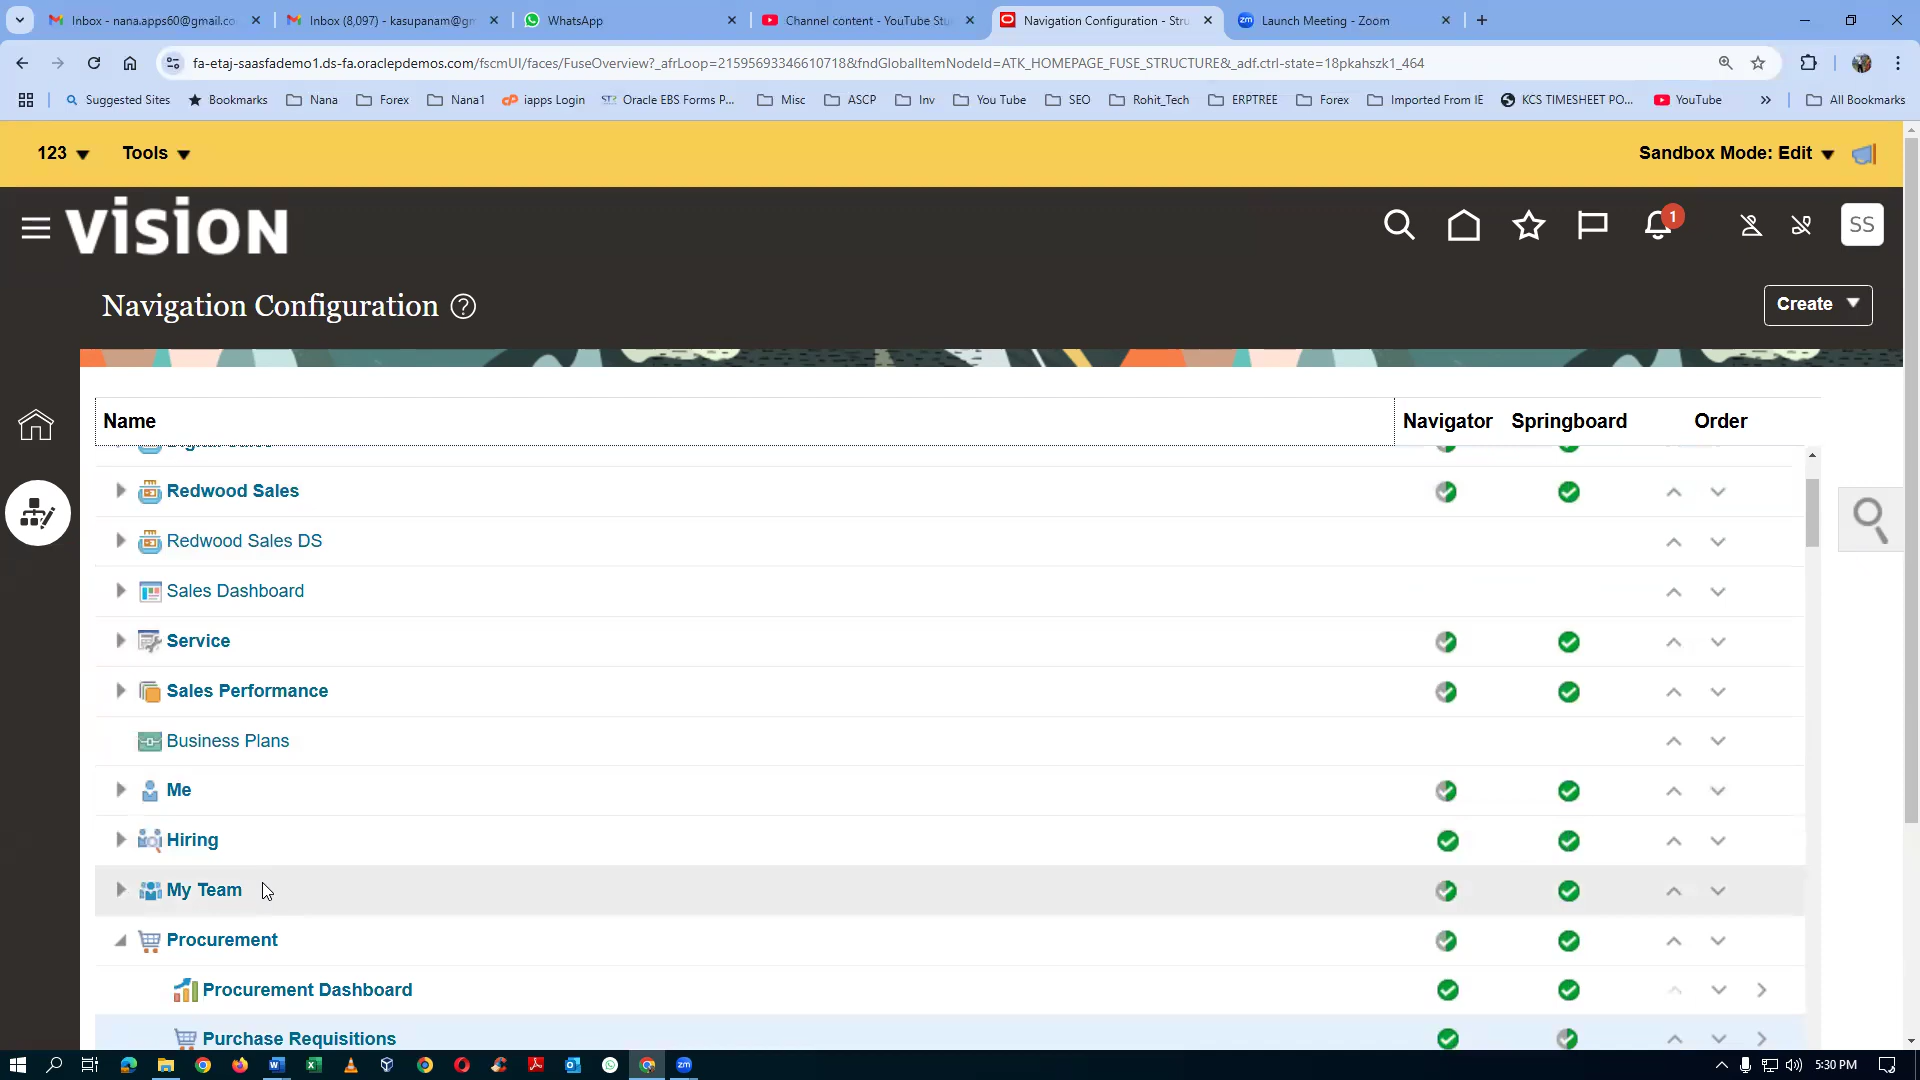 Inbox - nana.apps60@gmail.co
Inbox (8,097) - kasupanam@gm
WhatsApp
Channel content - YouTube Stu
Navigation Configuration - Stru
Launch Meeting - Zoom
fa-etaj-saasfademo1.ds-fa.oraclepdemos.com/fscmUI/faces/FuseOverview?_afrLoop=21595693346610718&fndGlobalItemNodeId=ATK_HOMEPAGE_FUSE_STRUCTURE&_adf.ctrl-state=18pkahszk1_464
Suggested Sites
Bookmarks
Nana
Forex
Nana1
iapps Login
Oracle EBS Forms P...
Misc
ASCP
Inv
You Tube
SEO
Rohit_Tech
ERPTREE
Forex
Imported From IE
KCS TIMESHEET PO...
YouTube
All Bookmarks
123
Tools
Sandbox Mode: Edit
vision
1
SS
Navigation Configuration
Create
Name
Navigator
Springboard
Order
Redwood Sales
Redwood Sales DS
Sales Dashboard
Service
Sales Performance
Business Plans
Me
Hiring
My Team
Procurement
Procurement Dashboard
Purchase Requisitions
5:30 PM